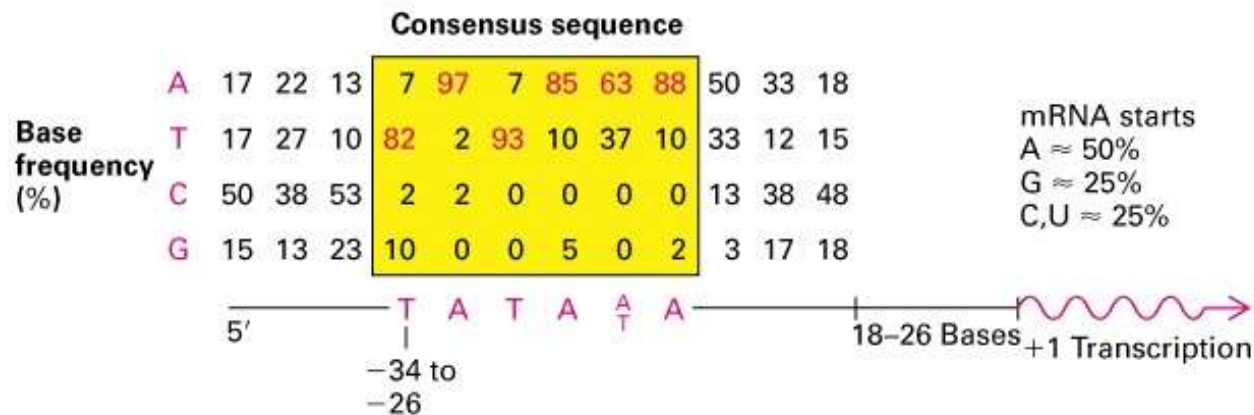 Consensus sequence
Base frequency (%)
A 17 22 13 7 97 7 85 63 88 50 33 18
T 17 27 10 82 2 93 10 37 10 33 12 15
C 50 38 53 2 2 0 0 0 0 13 38 48
G 15 13 23 10 0 0 5 0 2 3 17 18
mRNA starts
A ≈ 50%
G ≈ 25%
C,U ≈ 25%
T A T A A/T A
5′
−34 to
−26
18–26 Bases
+1 Transcription